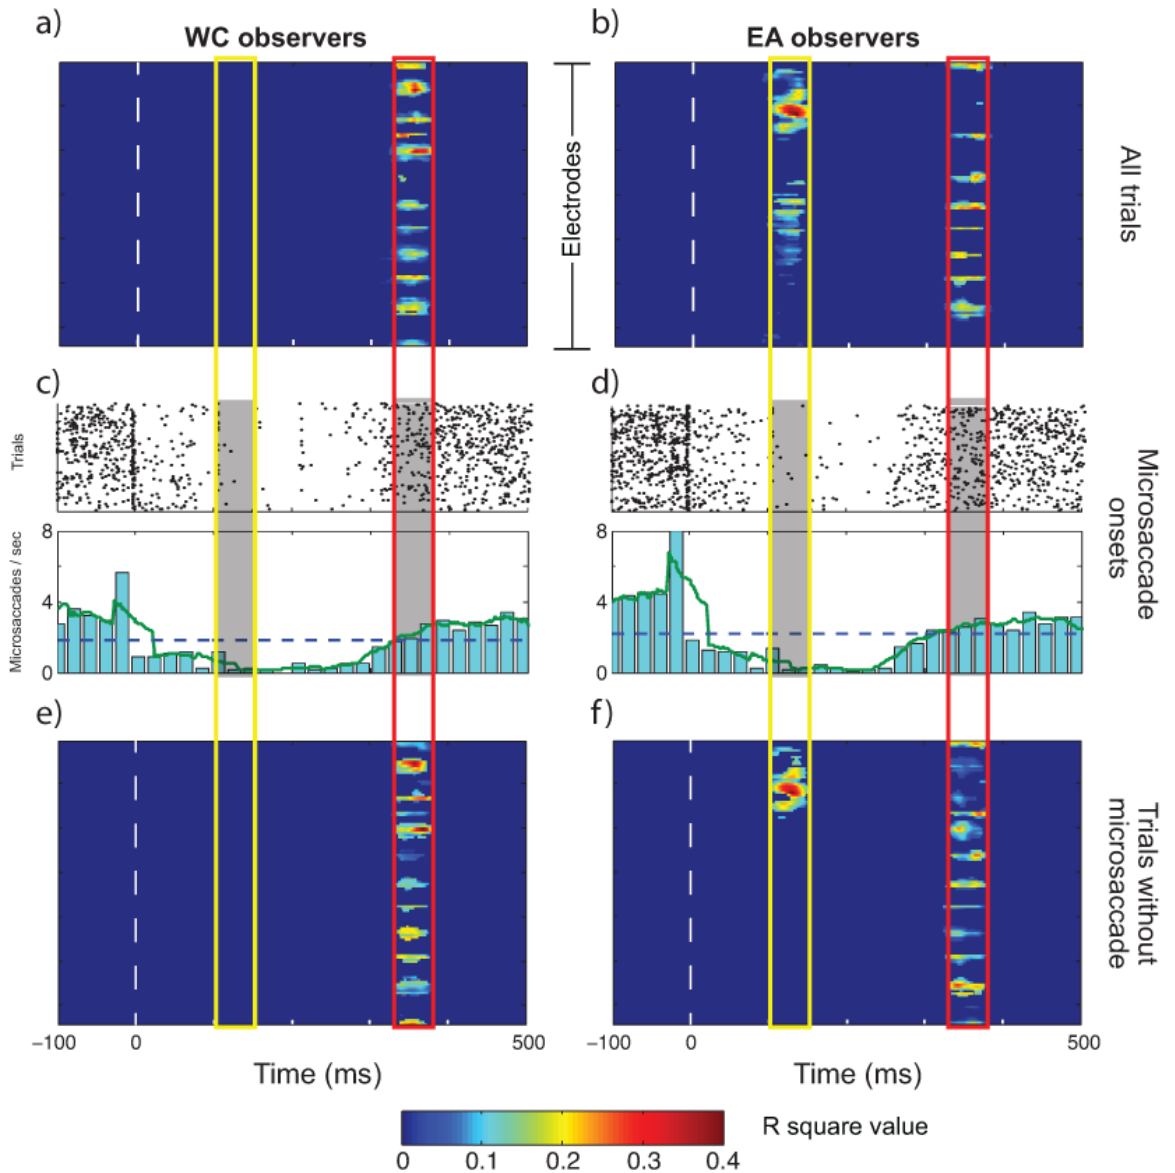 a)
WC observers
b)
EA observers
Electrodes
All trials
c)
d)
Trials
Microsaccades / sec
8
4
0
8
4
0
Microsaccade
onsets
e)
f)
Trials without
microsaccade
−100 0 500
−100 0 500
Time (ms)
Time (ms)
R square value
0 0.1 0.2 0.3 0.4